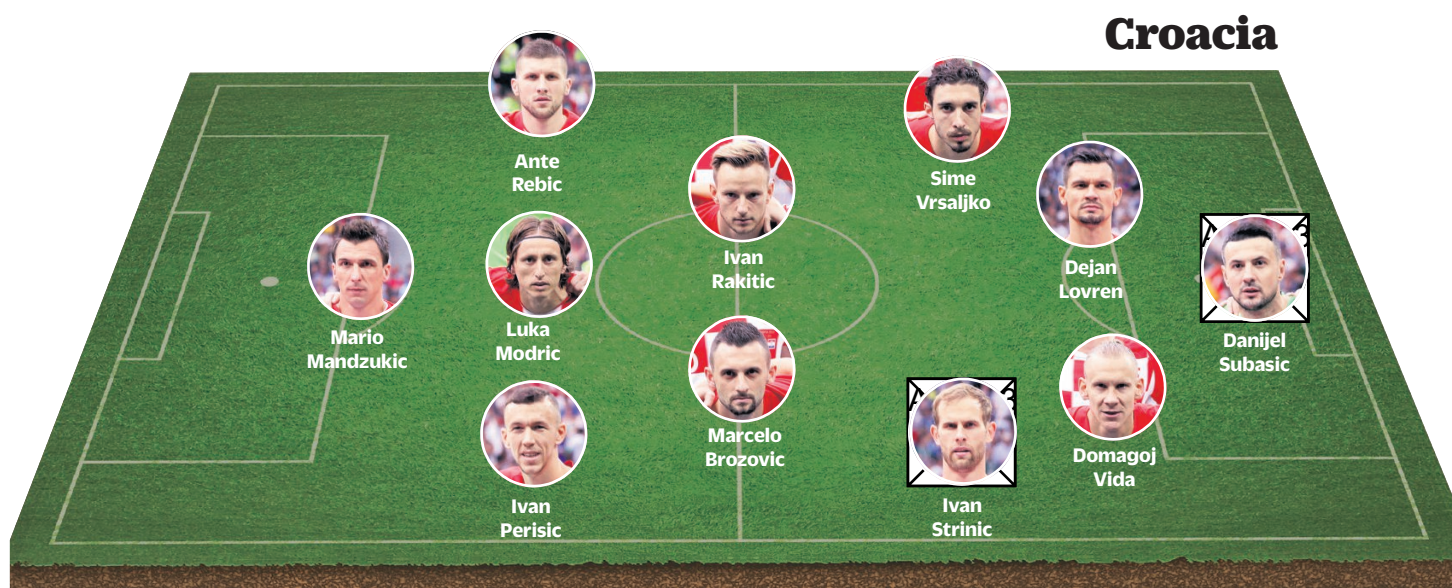 Croacia
Ante
Rebic
Sime
Vrsaljko
Ivan
Rakitic
Dejan
Lovren
Mario
Mandzukic
Luka
Modric
Danijel
Subasic
Marcelo
Brozovic
Domagoj
Vida
Ivan
Perisic
Ivan
Strinic